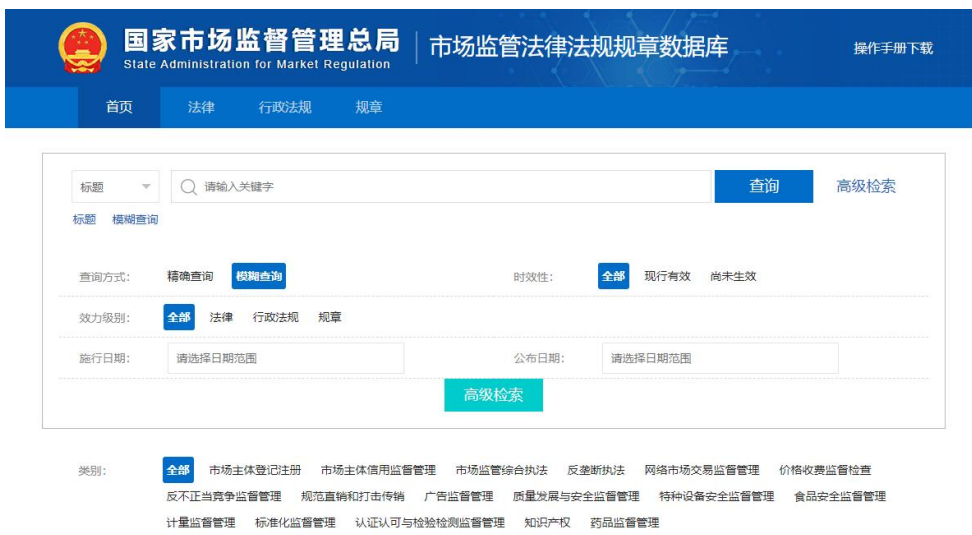 国家市场监督管理总局 市场监管法律法规规章数据库 操作手册下载
State Administration for Market Regulation
首页 法律 行政法规 规章
标题 请输入关键字 查询 高级检索
标题 模糊查询
查询方式： 精确查询 模糊查询 时效性： 全部 现行有效 尚未生效
效力级别： 全部 法律 行政法规 规章
施行日期： 请选择日期范围 公布日期： 请选择日期范围
高级检索
类别： 全部 市场主体登记注册 市场主体信用监督管理 市场监管综合执法 反垄断执法 网络市场交易监督管理 价格收费监督检查
反不正当竞争监督管理 规范直销和打击传销 广告监督管理 质量发展与安全监督管理 特种设备安全监督管理 食品安全监督管理
计量监督管理 标准化监督管理 认证认可与检验检测监督管理 知识产权 药品监督管理